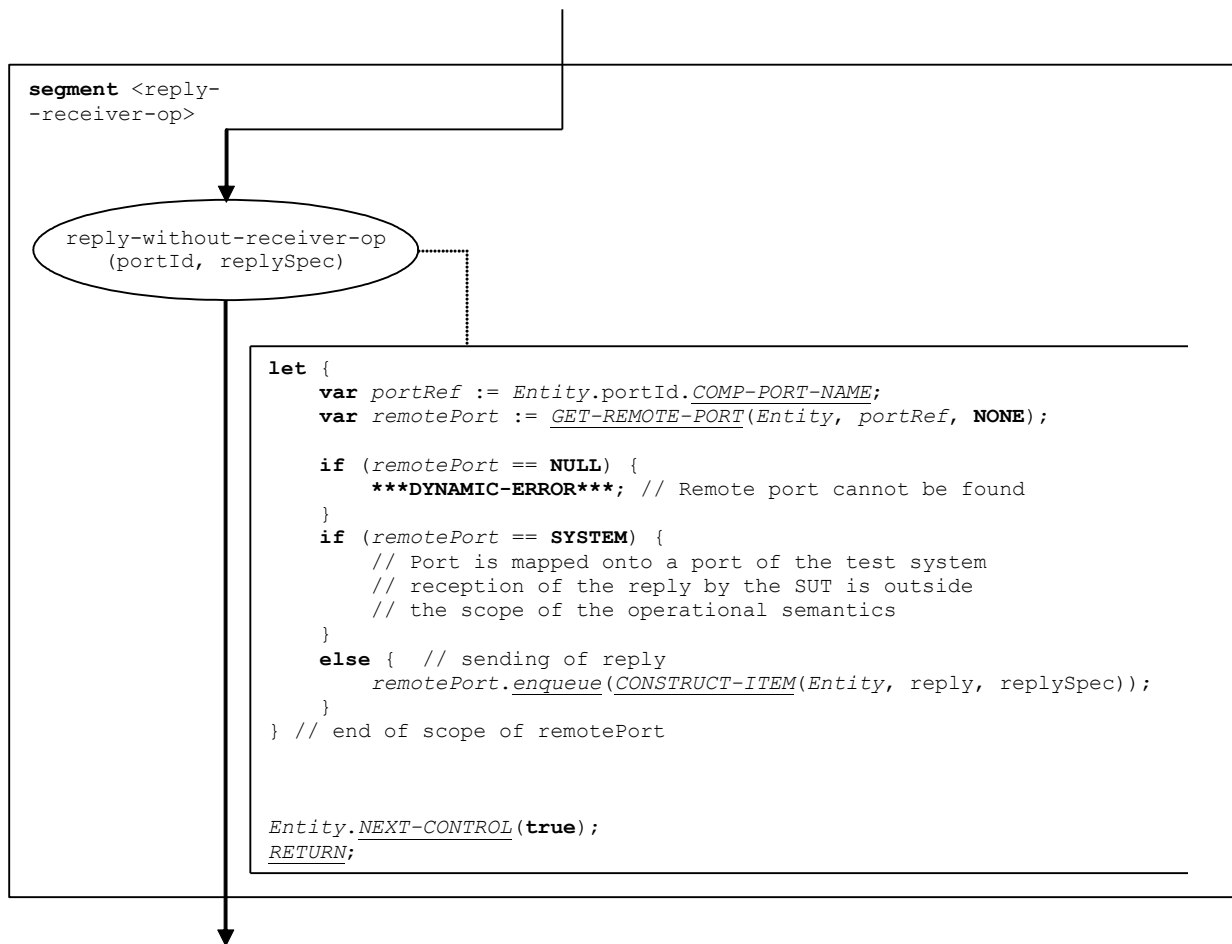 segment <reply-
-receiver-op>
reply-without-receiver-op
(portId, replySpec)
let {
var portRef := Entity.portId.COMP-PORT-NAME;
var remotePort := GET-REMOTE-PORT(Entity, portRef, NONE);
if (remotePort == NULL) {
***DYNAMIC-ERROR***; // Remote port cannot be found
}
if (remotePort == SYSTEM) {
// Port is mapped onto a port of the test system
// reception of the reply by the SUT is outside
// the scope of the operational semantics
}
else {  // sending of reply
remotePort.enqueue(CONSTRUCT-ITEM(Entity, reply, replySpec));
}
} // end of scope of remotePort
Entity.NEXT-CONTROL(true);
RETURN;